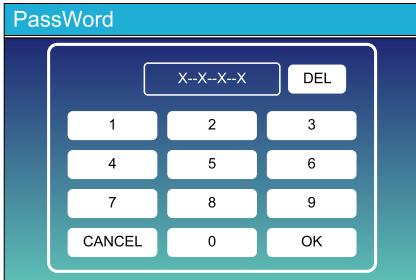 PassWord
X--X--X--X DEL
1 2 3
4 5 6
7 8 9
CANCEL 0 OK